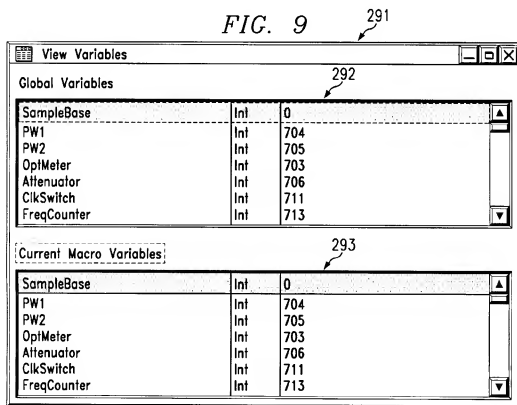 FIG. 9
291
View Variables
Global Variables
292
SampleBase Int 0
PW1 Int 704
PW2 Int 705
OptMeter Int 703
Attenuator Int 706
ClkSwitch Int 711
FreqCounter Int 713
Current Macro Variables
293
SampleBase Int 0
PW1 Int 704
PW2 Int 705
OptMeter Int 703
Attenuator Int 706
ClkSwitch Int 711
FreqCounter Int 713